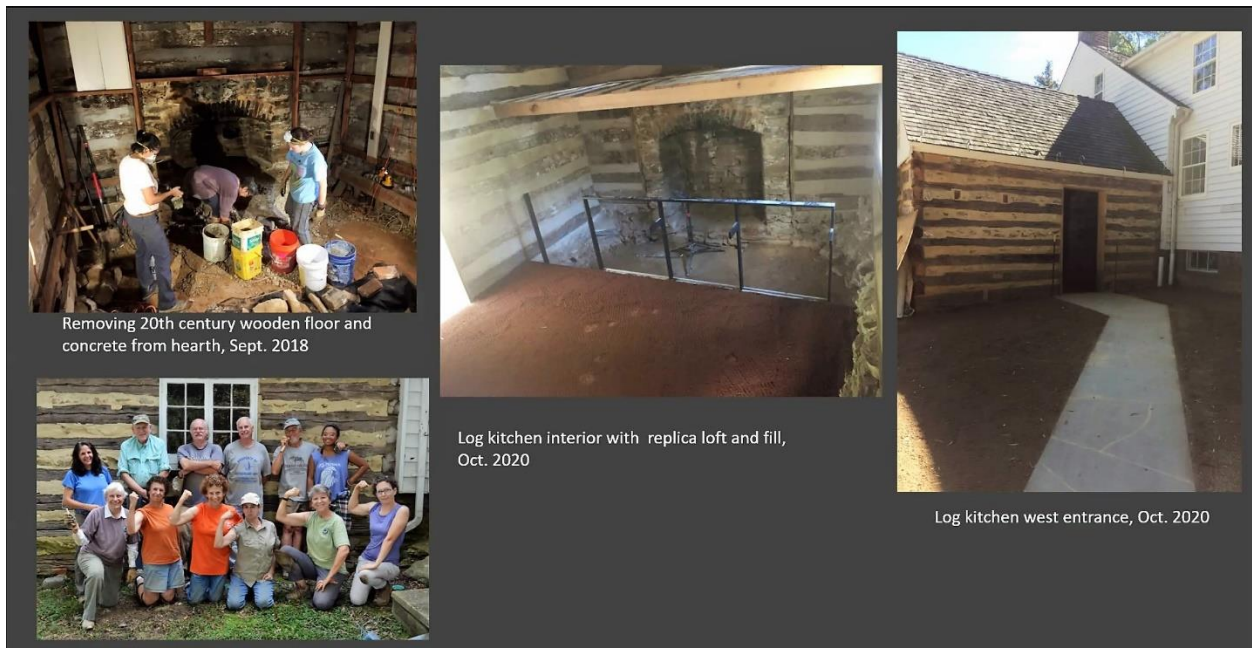 Removing 20th century wooden floor and
concrete from hearth, Sept. 2018
Log kitchen interior with replica loft and fill,
Oct. 2020
Log kitchen west entrance, Oct. 2020